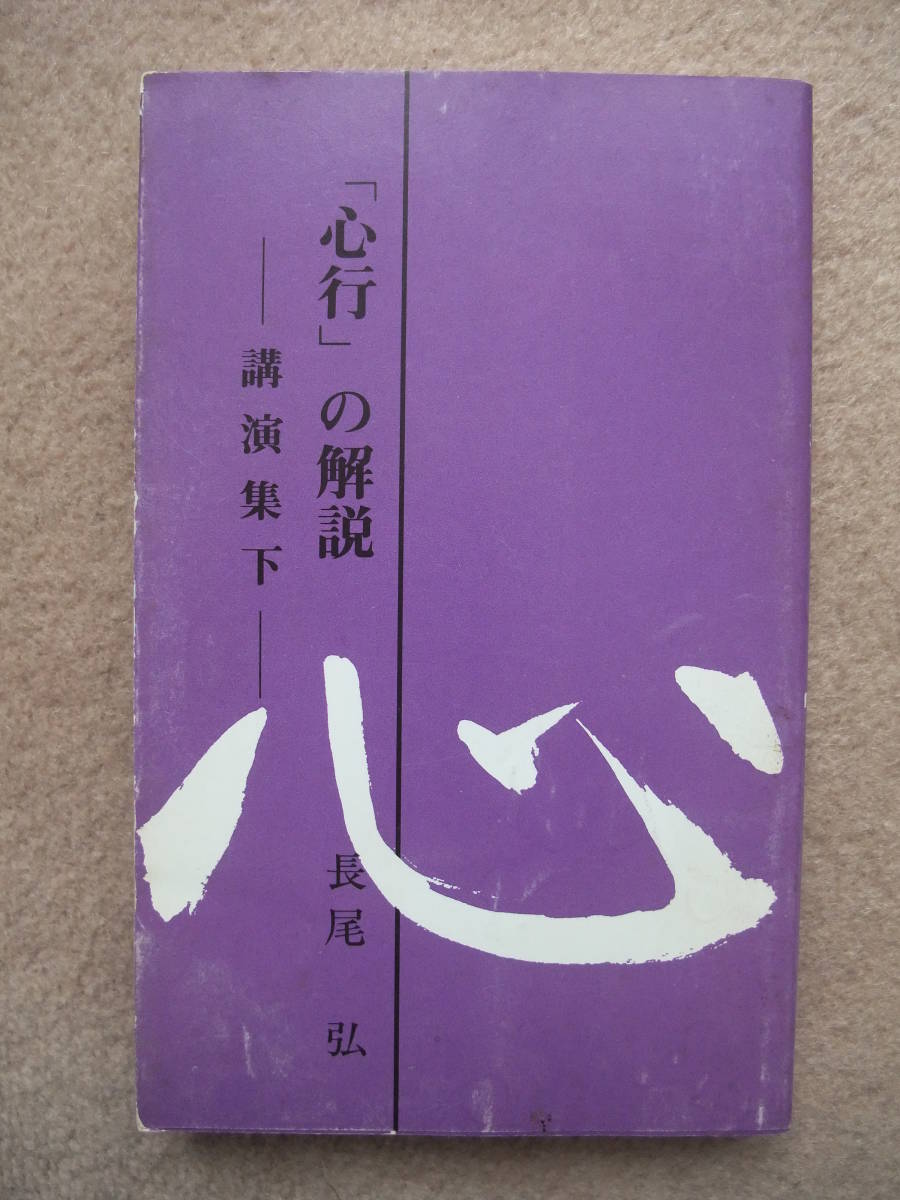 「心行」の解説
―講演集下―
長尾 弘
心